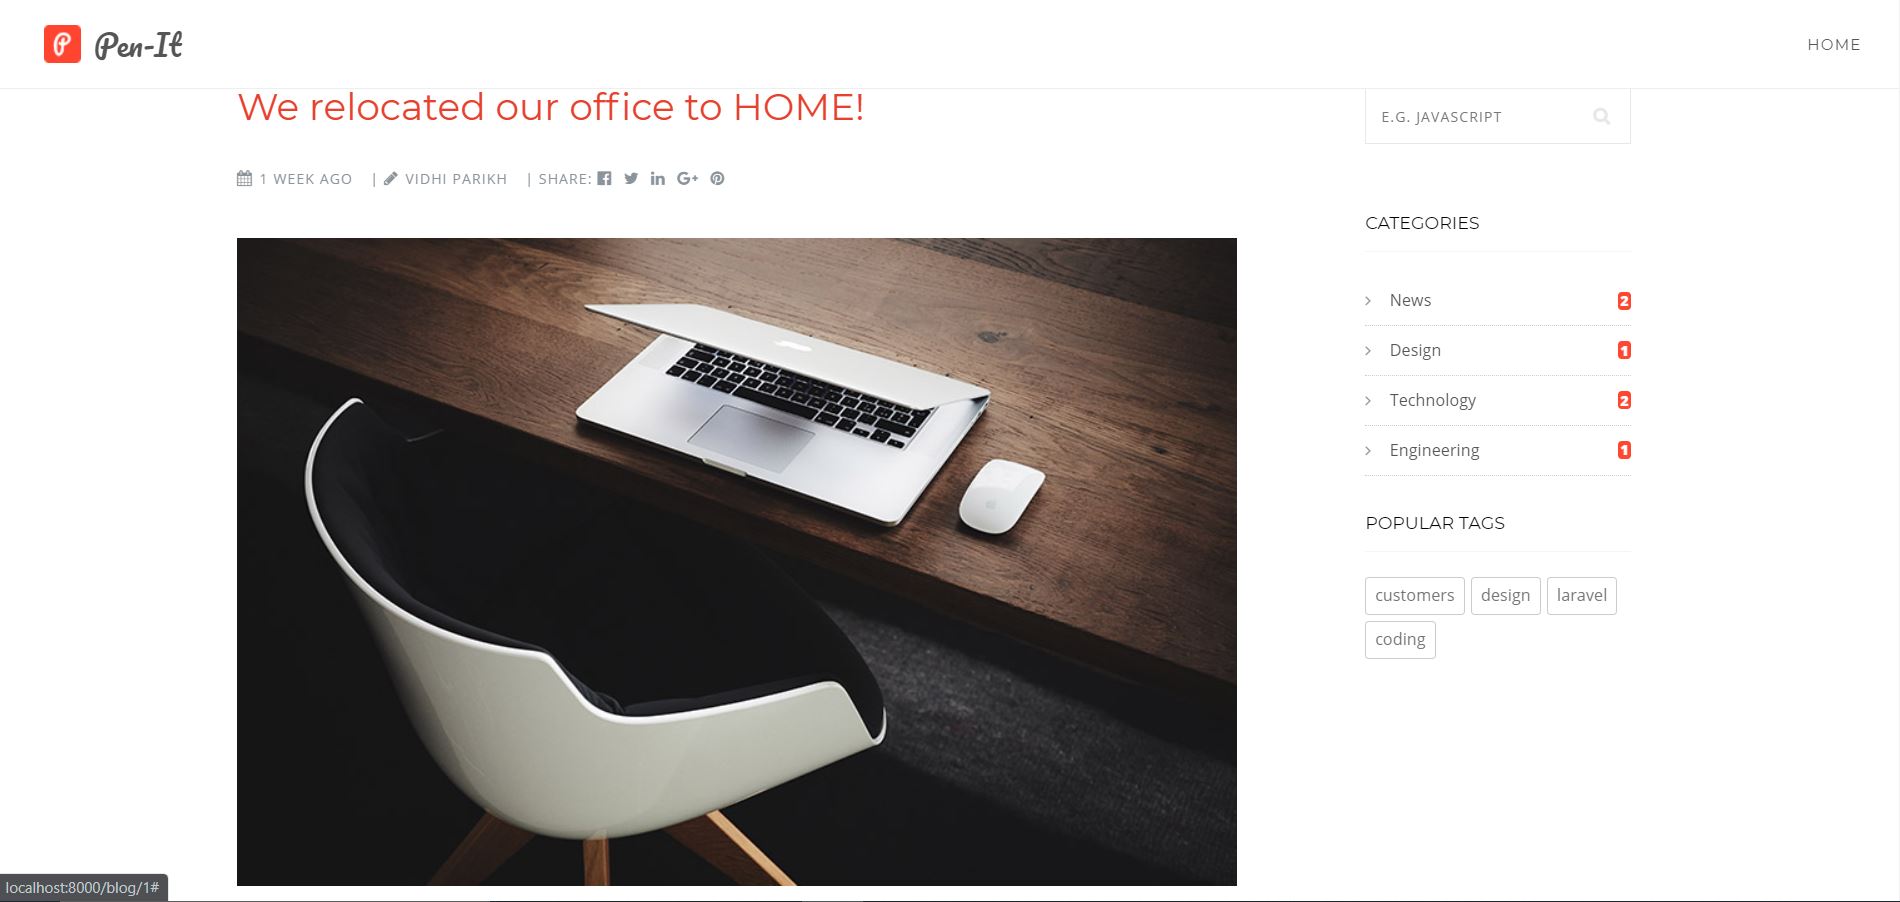 Pen-It
HOME
We relocated our office to HOME!
1 WEEK AGO | VIDHI PARIKH | SHARE:
E.G. JAVASCRIPT
CATEGORIES
News 2
Design 1
Technology 2
Engineering 1
POPULAR TAGS
customers design laravel
coding
localhost:8000/blog/1#